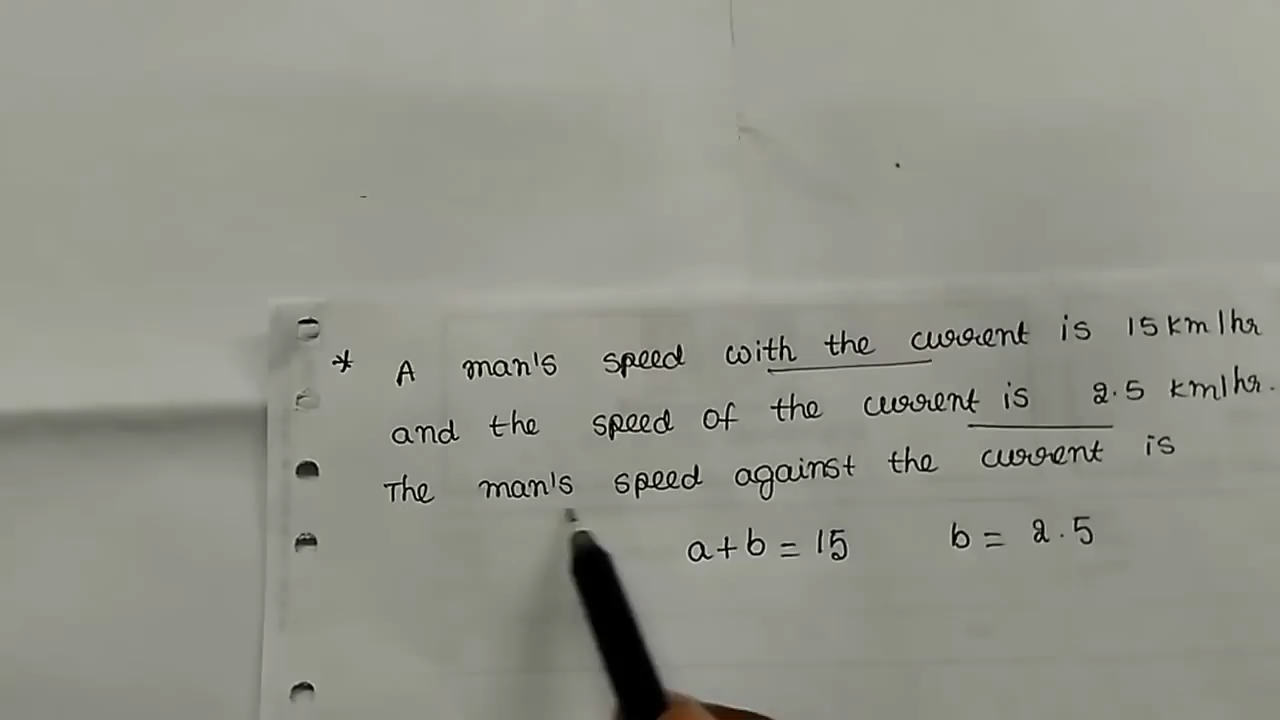 * A man's speed with the current is 15 km/hr
and the speed of the current is 2.5 km/hr.
The man's speed against the current is
a+b = 15 b = 2.5